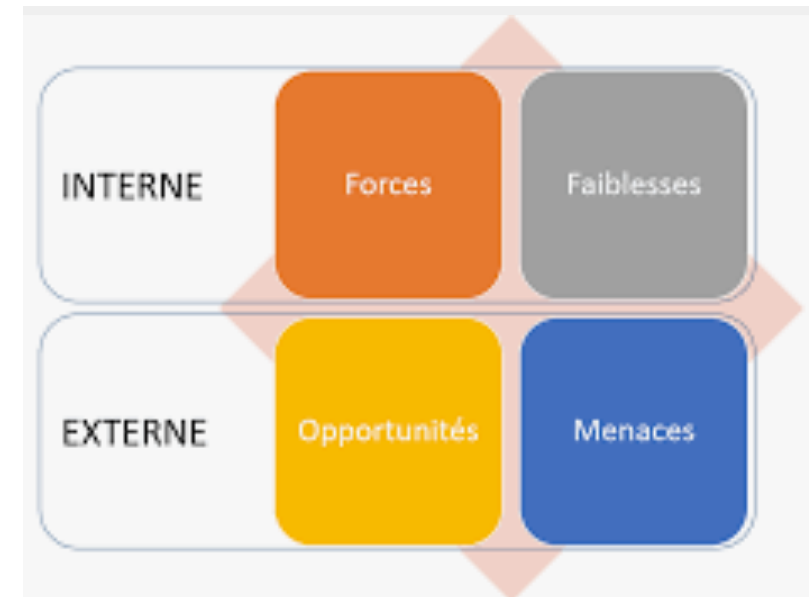 INTERNE
Forces
Faiblesses
EXTERNE
Opportunités
Menaces